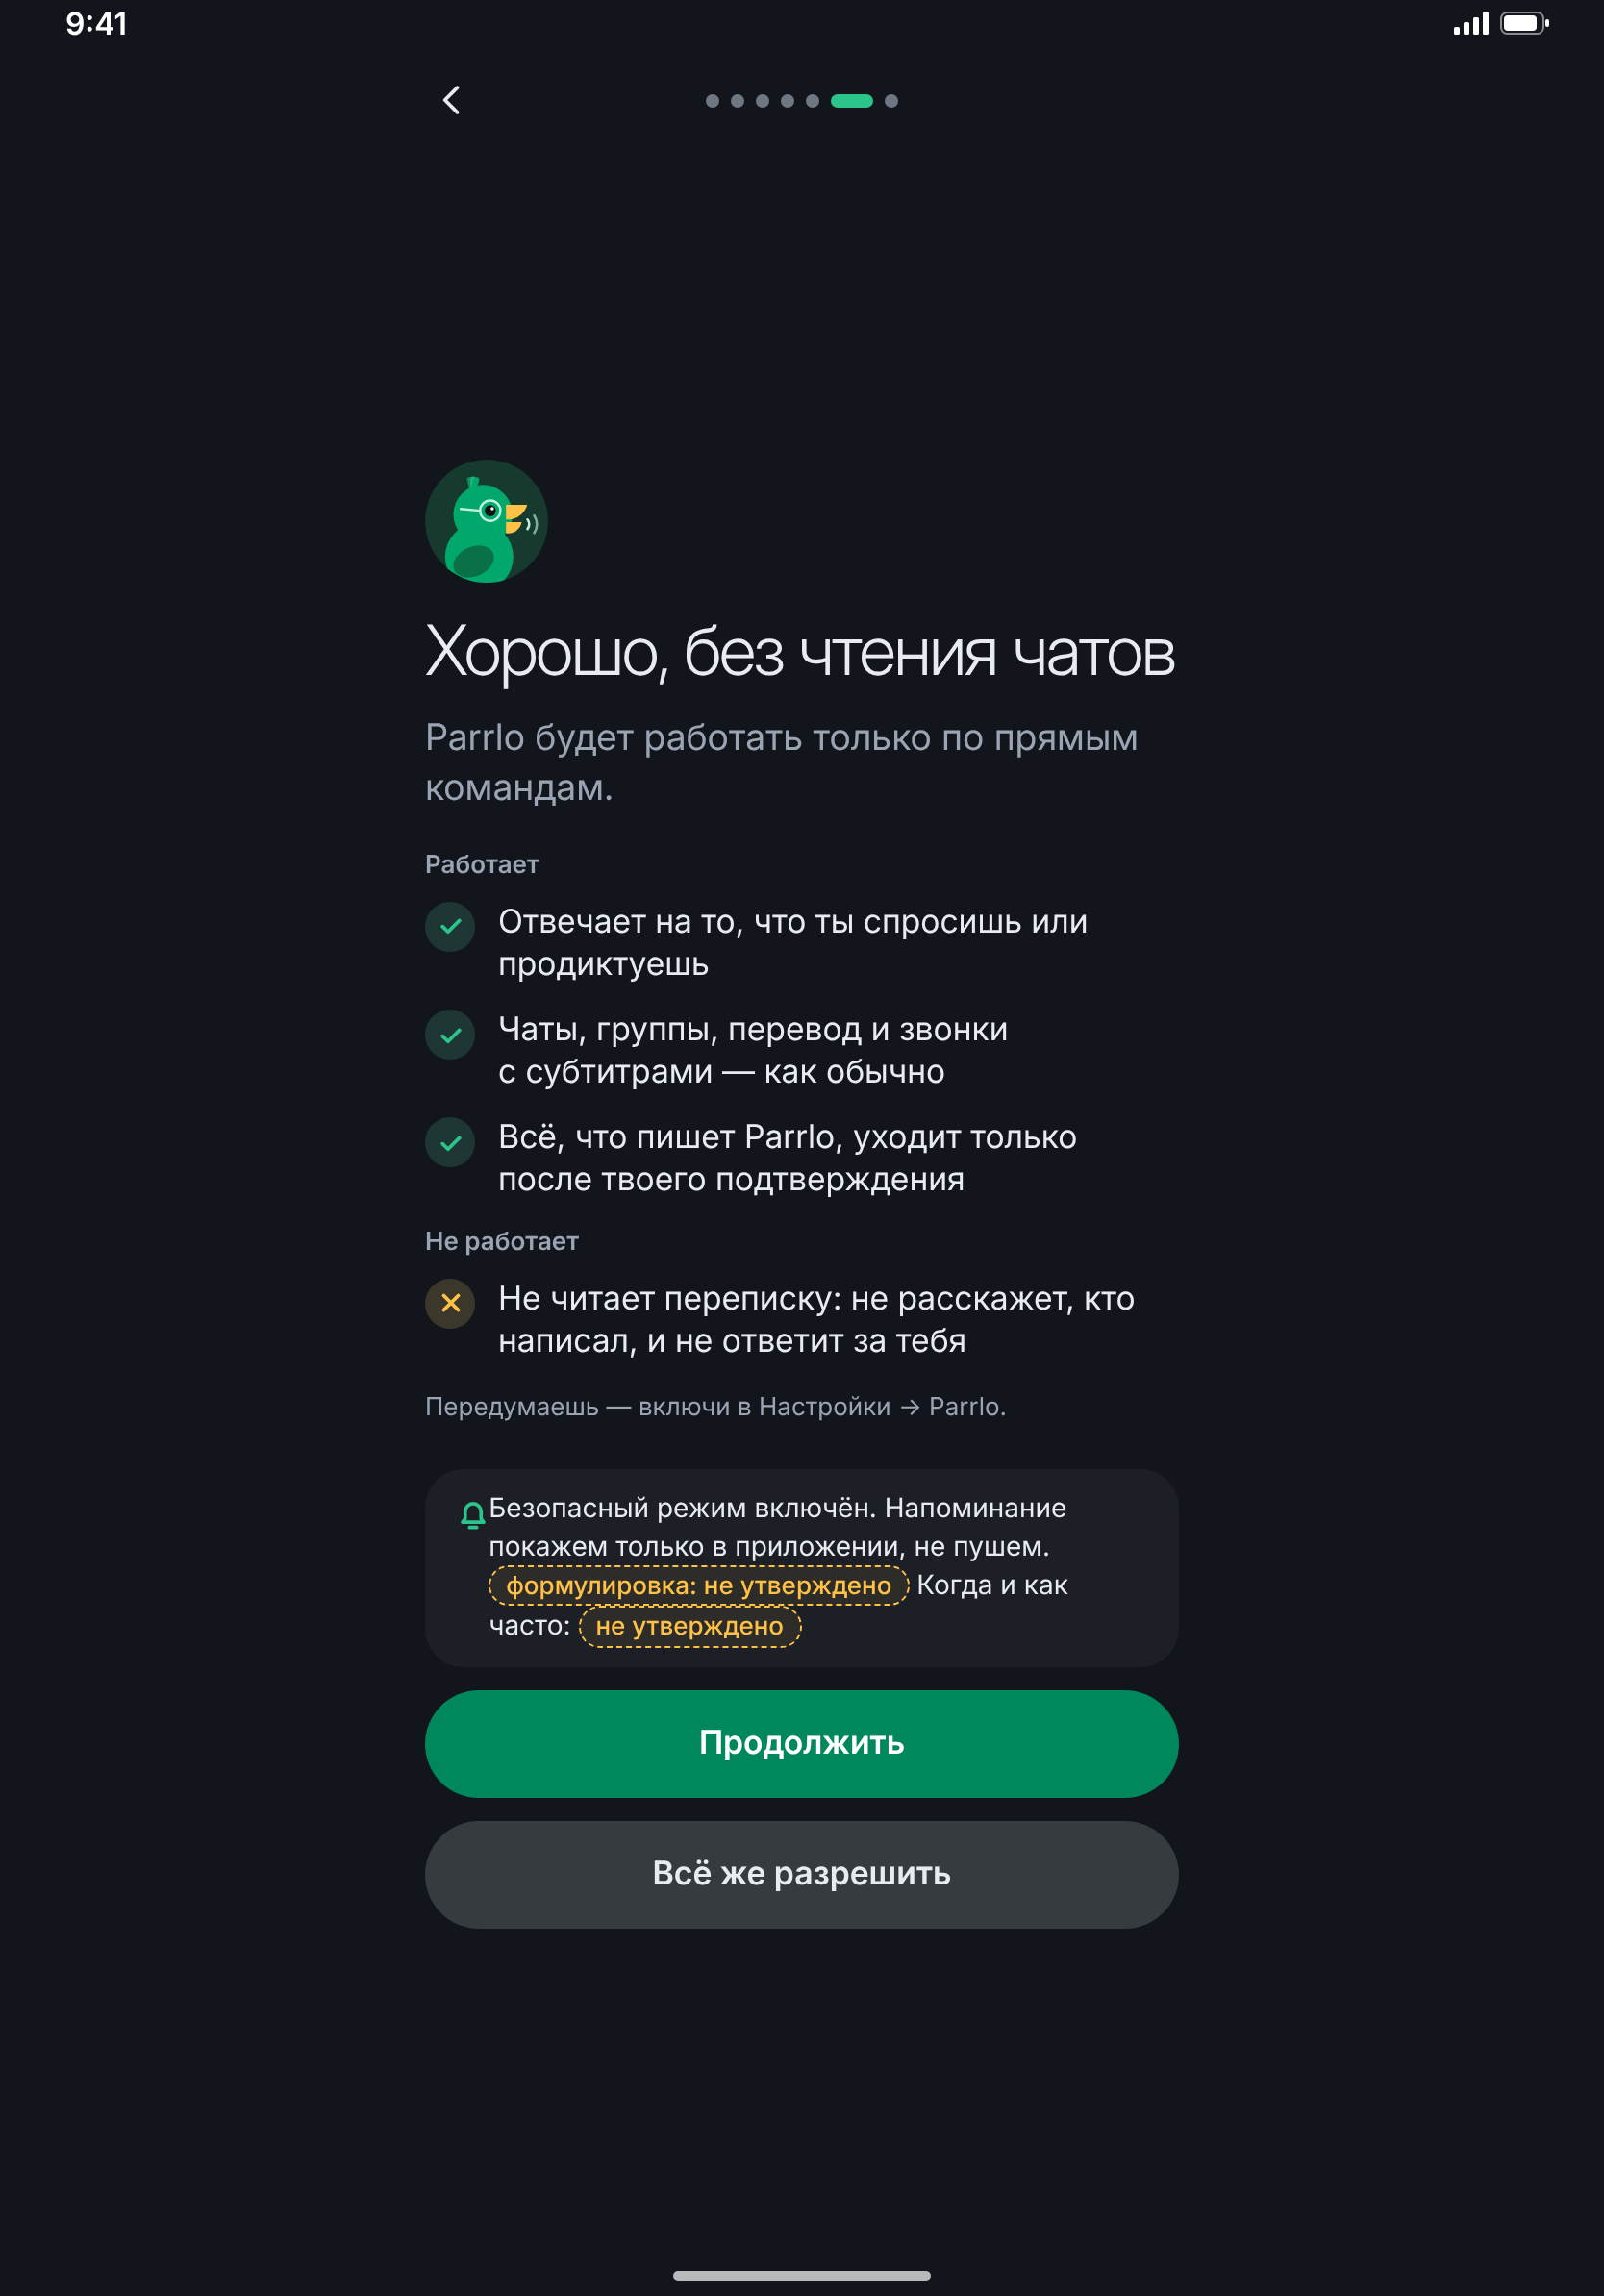 9:41
Хорошо, без чтения чатов
Parrlo будет работать только по прямым
командам.
Работает
Отвечает на то, что ты спросишь или
продиктуешь
Чаты, группы, перевод и звонки
с субтитрами — как обычно
Всё, что пишет Parrlo, уходит только
после твоего подтверждения
Не работает
Не читает переписку: не расскажет, кто
написал, и не ответит за тебя
Передумаешь — включи в Настройки → Parrlo.
Безопасный режим включён. Напоминание
покажем только в приложении, не пушем.
формулировка: не утверждено Когда и как
часто: не утверждено
Продолжить
Всё же разрешить